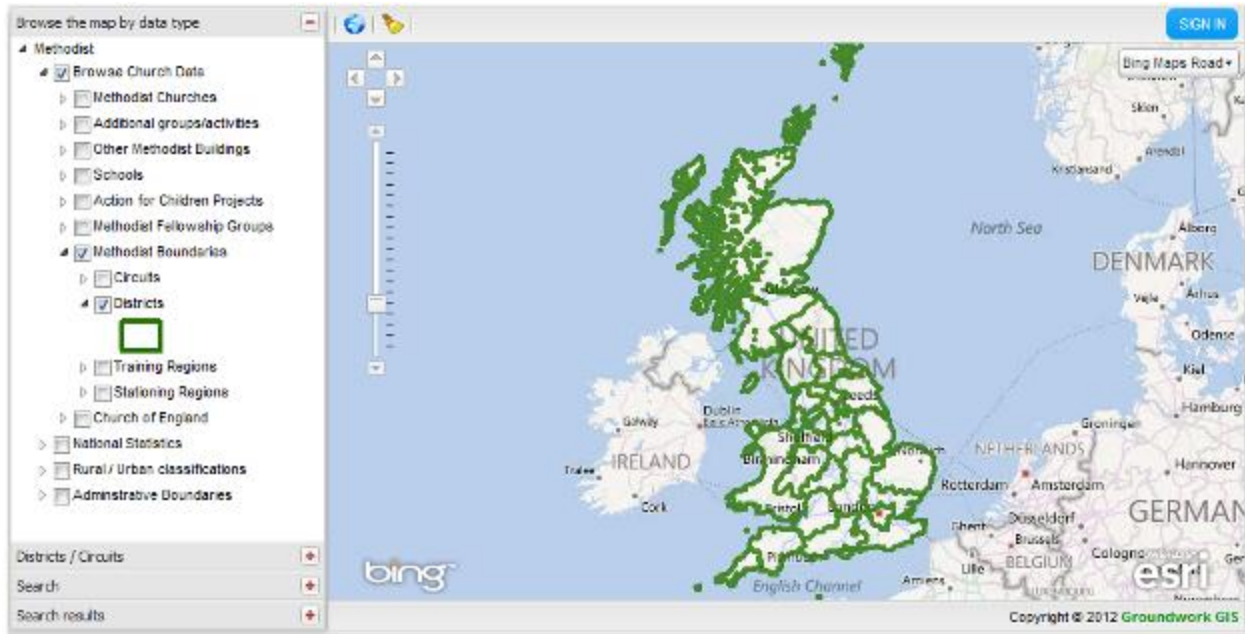 Browse the map by data type
Methodist
Browse Church Data
Methodist Churches
Additional groups/activities
Other Methodist Buildings
Schools
Action for Children Projects
Methodist Fellowship Groups
Methodist Boundaries
Circuits
Districts
Training Regions
Stationing Regions
Church of England
National Statistics
Rural / Urban classifications
Adminstrative Boundaries
Districts / Circuits
Search
Search results
SIGN IN
Bing Maps Road
Skien
Arendal
Kristiansand
North Sea
Ålborg
DENMARK
Vejle
Århus
Odense
Glasgow
UNITED
KINGDOM
Kiel
Leeds
Hamburg
Dublin
Galway
Groningen
Sheffield
NETHERLANDS
Norwich
Hannover
IRELAND
Birmingham
Tralee
Rotterdam
Amsterdam
Cork
Bristol
London
GERMAN
Ghent
Düsseldorf
Brussels
Cologne
Plymouth
Lille
BELGIUM
bing
English Channel
Amiens
esri
LUXEMBOURG
Copyright © 2012 Groundwork GIS